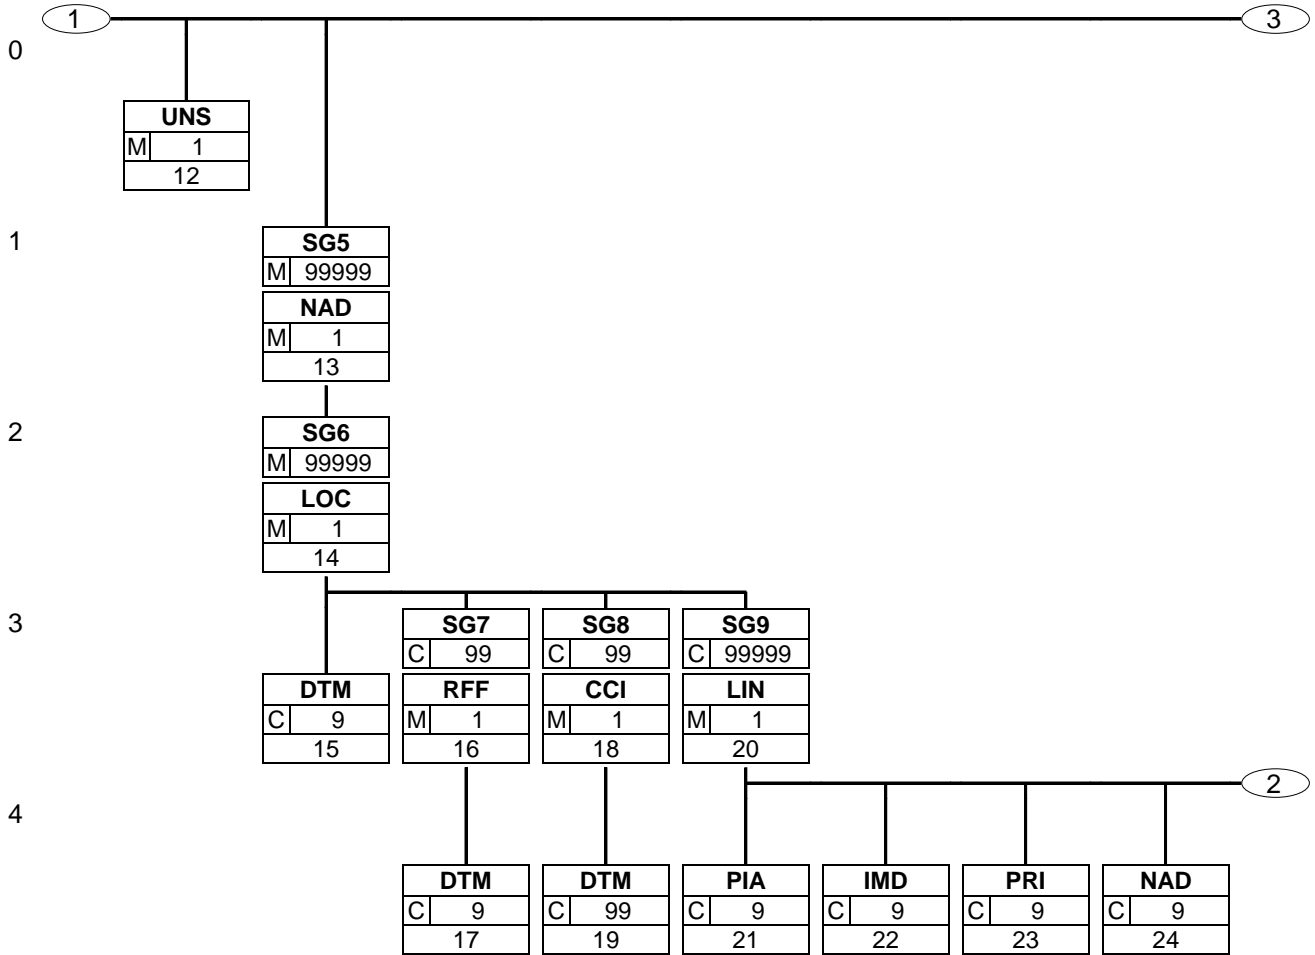 1 3
0
UNS
M 1
12
1
SG5
M 99999
NAD
M 1
13
2
SG6
M 99999
LOC
M 1
14
3
SG7 SG8 SG9
C 99 C 99 C 99999
DTM RFF CCI LIN
C 9 M 1 M 1 M 1
15 16 18 20
2
4
DTM DTM PIA IMD PRI NAD
C 9 C 99 C 9 C 9 C 9 C 9
17 19 21 22 23 24